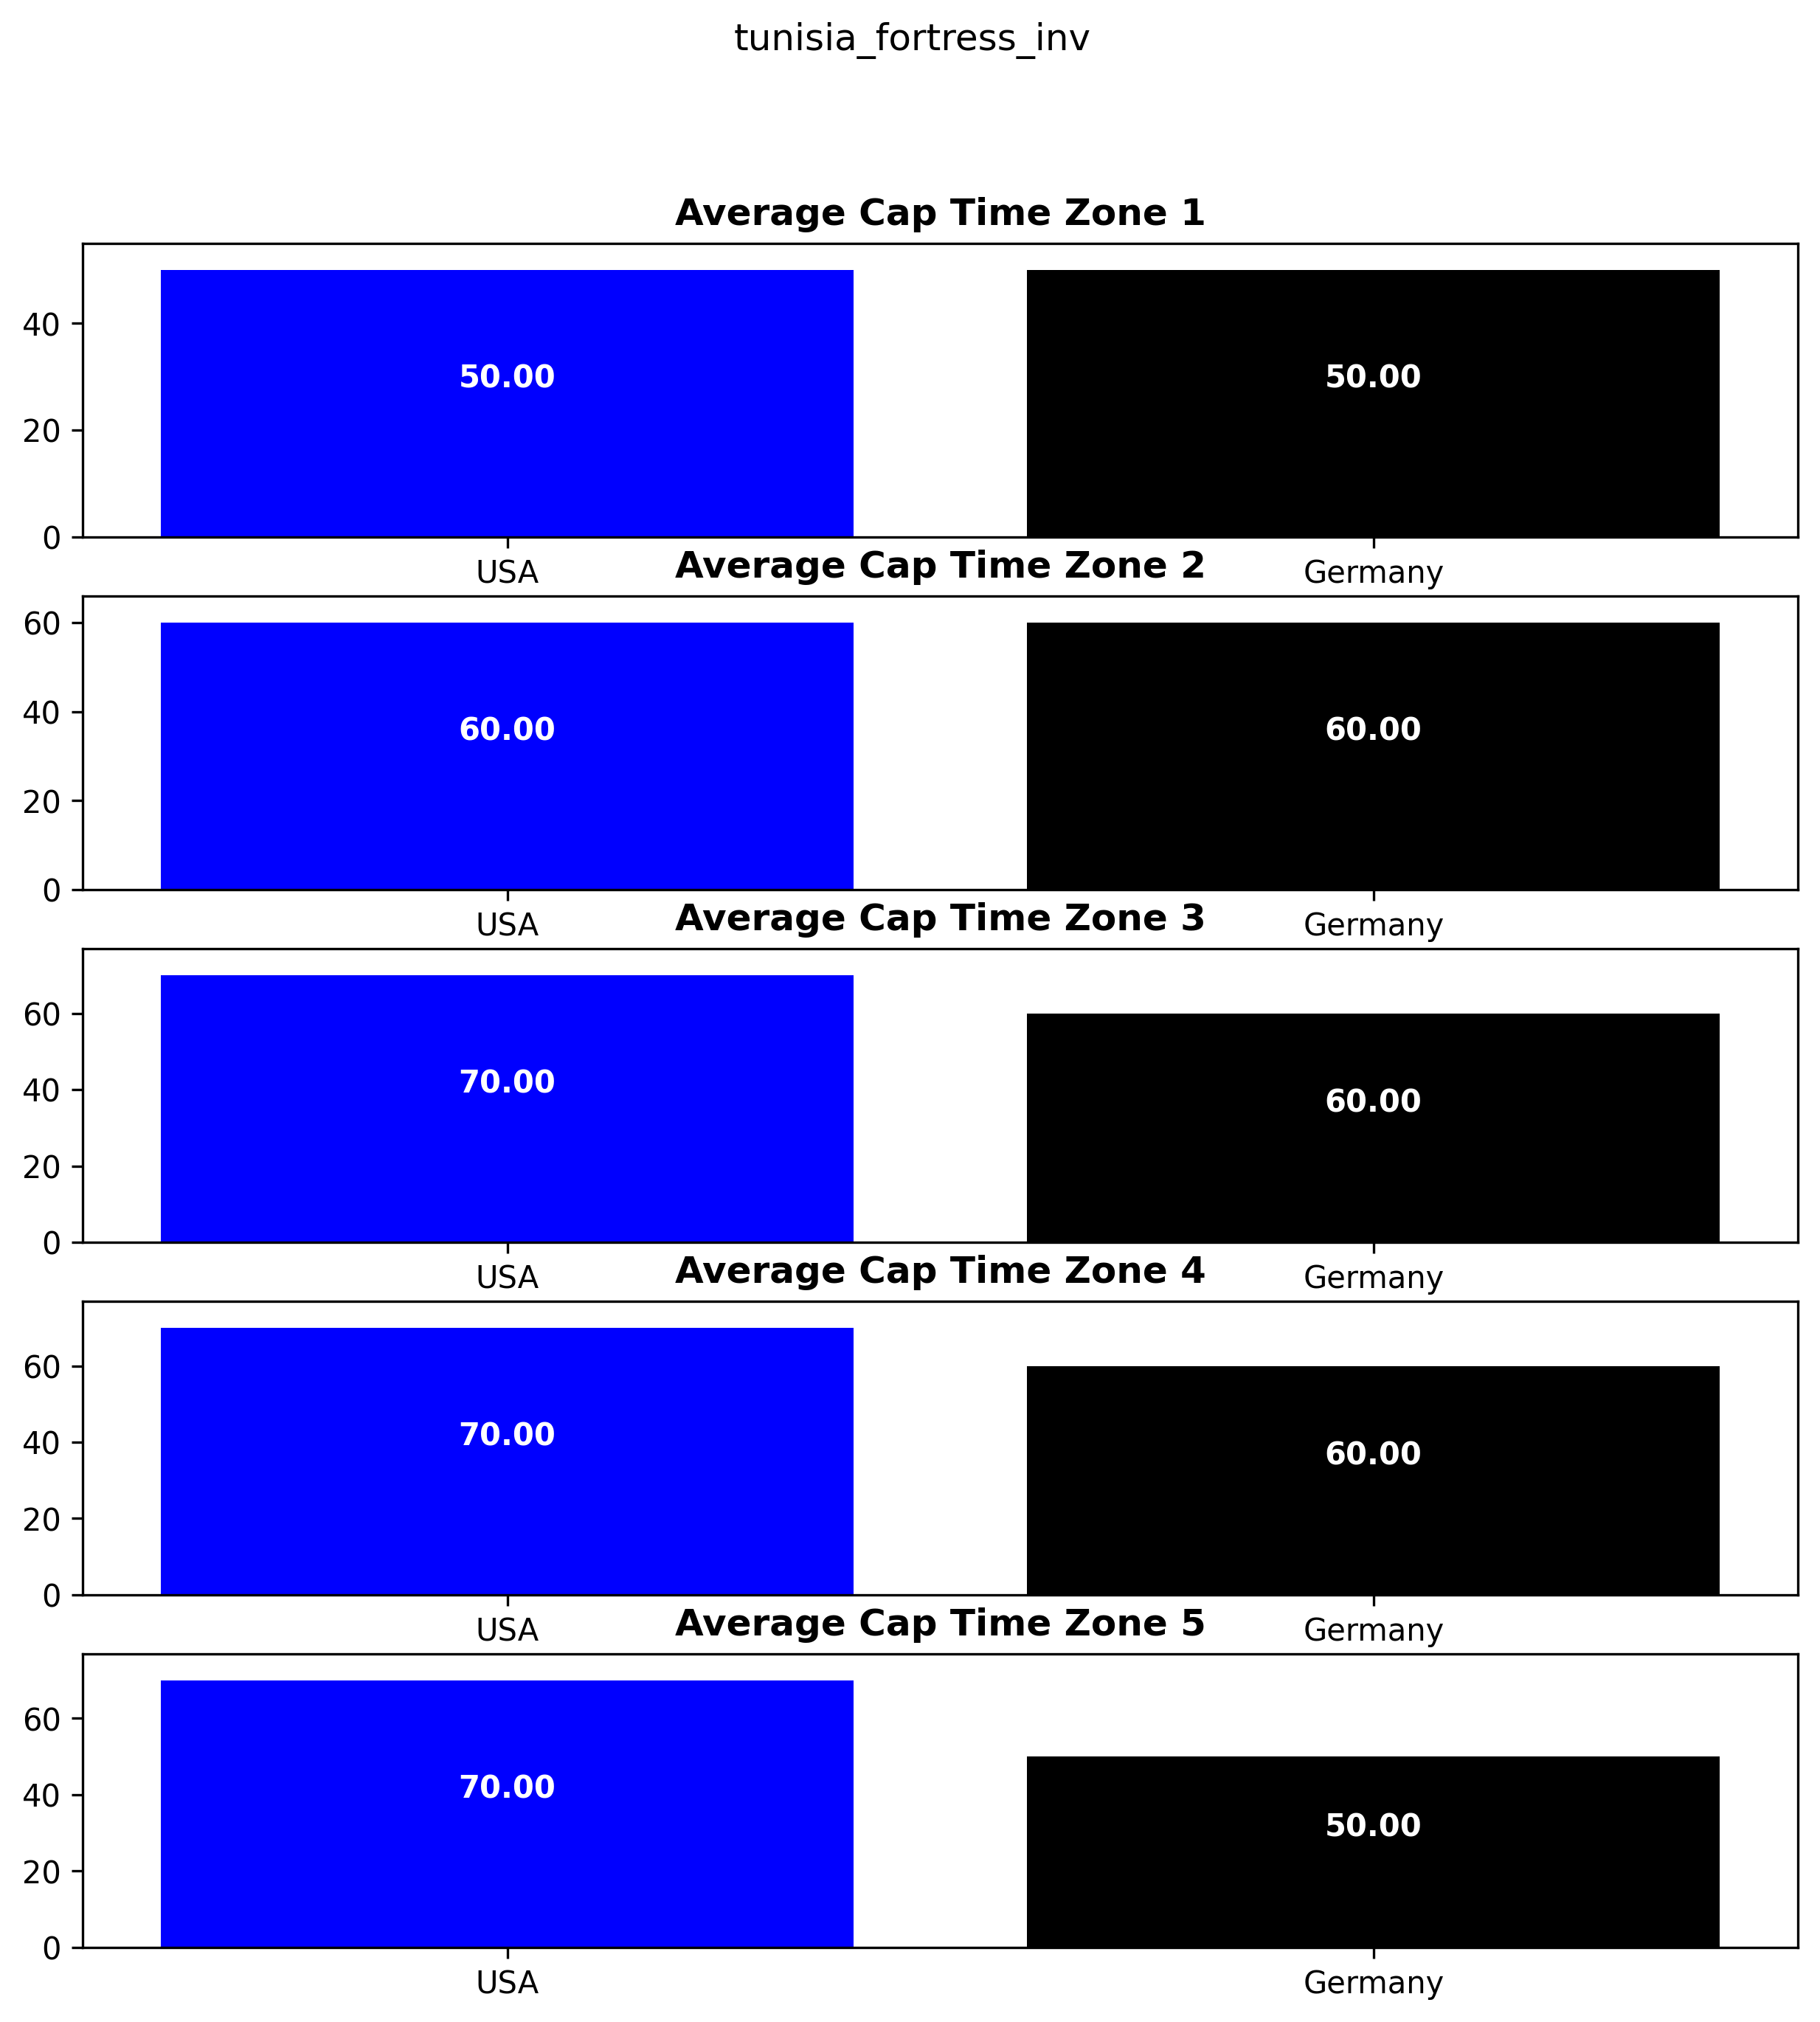 tunisia_fortress_inv
Average Cap Time Zone 1
40
20
0
50.00 50.00
USA Germany
Average Cap Time Zone 2
60
40
20
0
60.00 60.00
USA Germany
Average Cap Time Zone 3
60
40
20
0
70.00 60.00
USA Germany
Average Cap Time Zone 4
60
40
20
0
70.00 60.00
USA Germany
Average Cap Time Zone 5
60
40
20
0
70.00 50.00
USA Germany